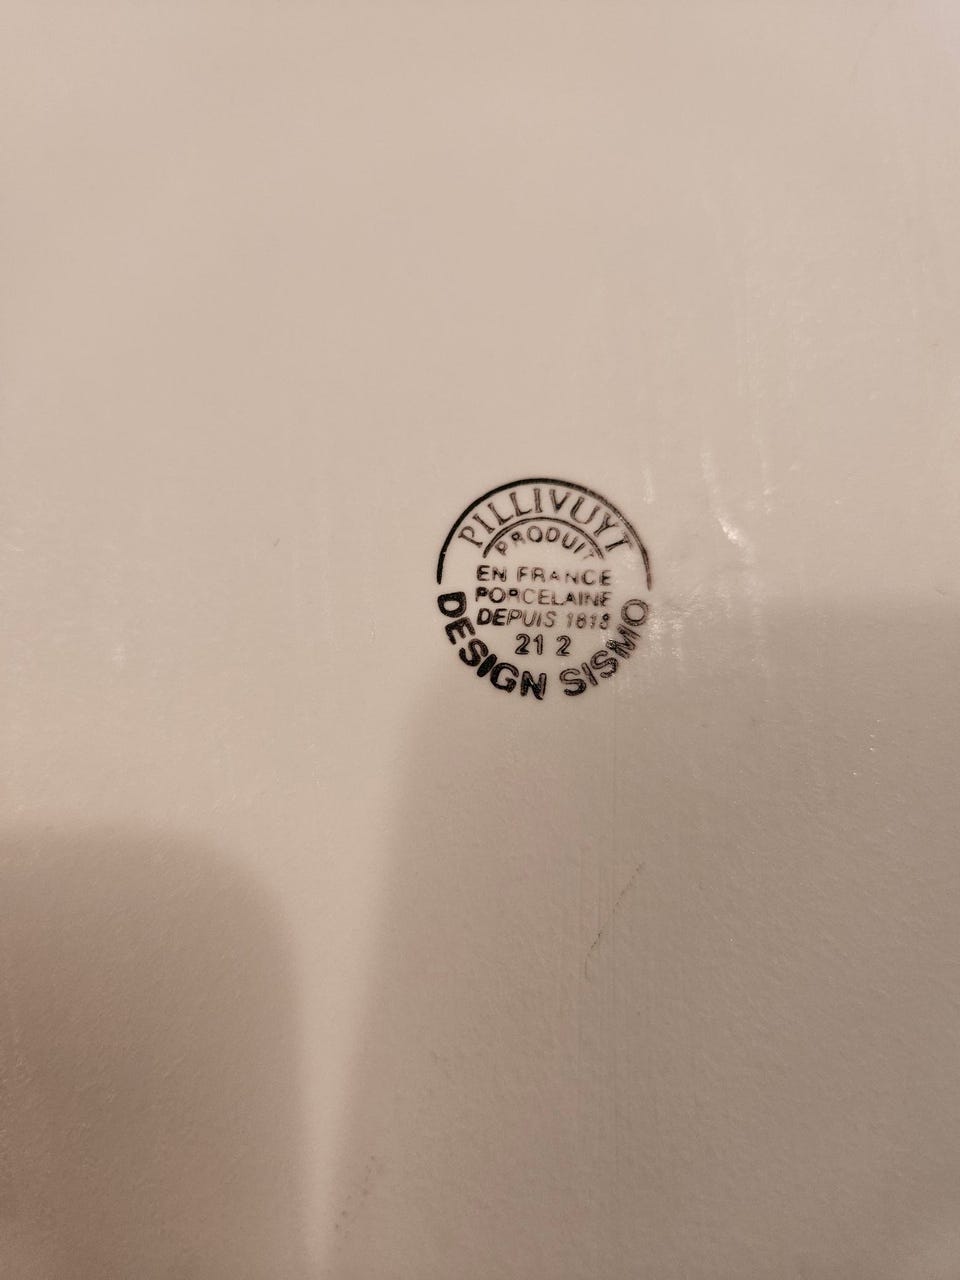 PILLIVUYT
PRODUIT
EN FRANCE
PORCELAINE
DEPUIS 1818
21 2
DESIGN SISMO